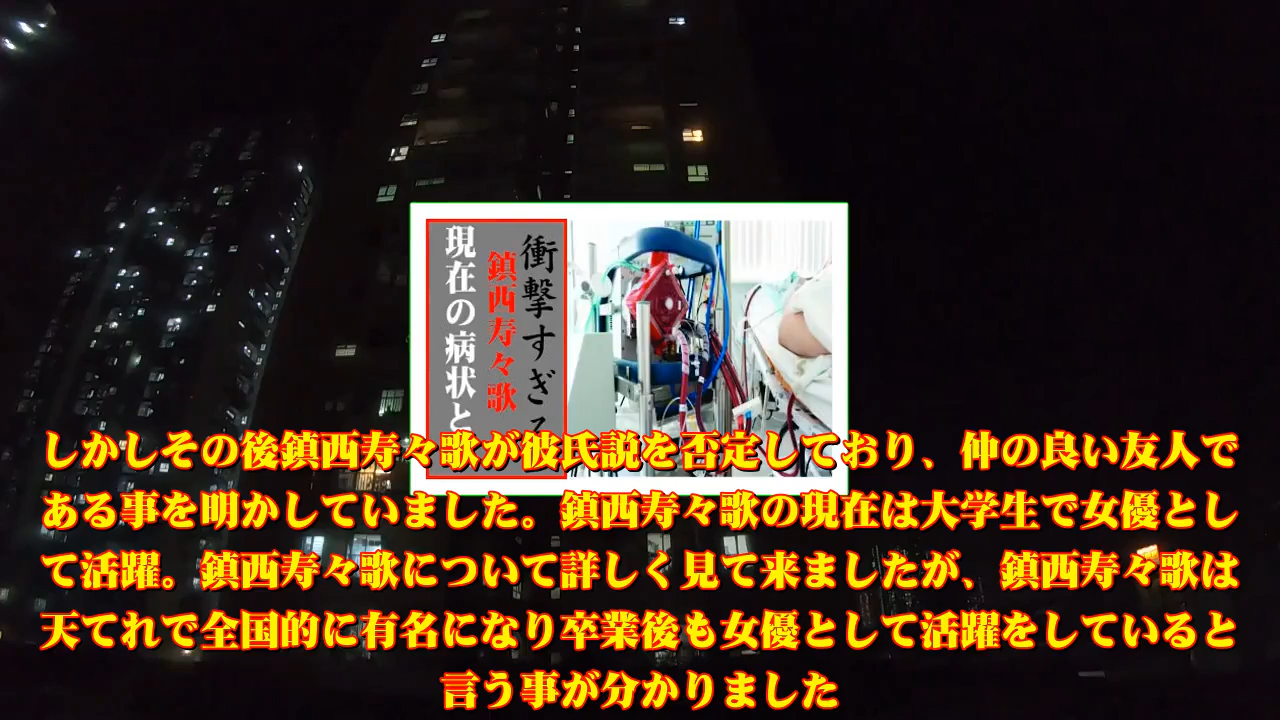 衝撃すぎる
鎮西寿々歌
現在の病状と
しかしその後鎮西寿々歌が彼氏説を否定しており、仲の良い友人で
ある事を明かしていました。鎮西寿々歌の現在は大学生で女優とし
て活躍。鎮西寿々歌について詳しく見て来ましたが、鎮西寿々歌は
天てれで全国的に有名になり卒業後も女優として活躍をしていると
言う事が分かりました